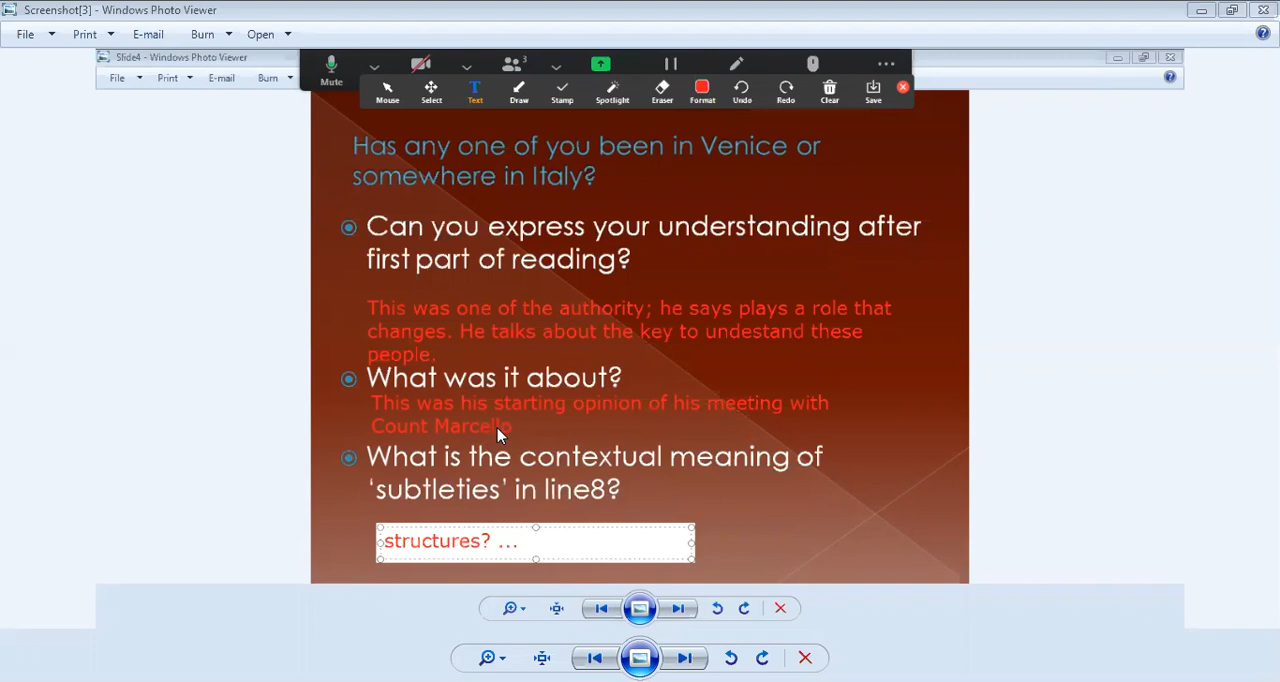 Screenshot[3] - Windows Photo Viewer
File Print E-mail Burn Open
Slide4 - Windows Photo Viewer
File Print E-mail Burn
Mute
3
Mouse Select Text Draw Stamp Spotlight Eraser Format Undo Redo Clear Save
Has any one of you been in Venice or
somewhere in Italy?
Can you express your understanding after
first part of reading?
This was one of the authority; he says plays a role that
changes. He talks about the key to undestand these
people.
What was it about?
This was his starting opinion of his meeting with
Count Marcello
What is the contextual meaning of
‘subtleties’ in line8?
structures? ...